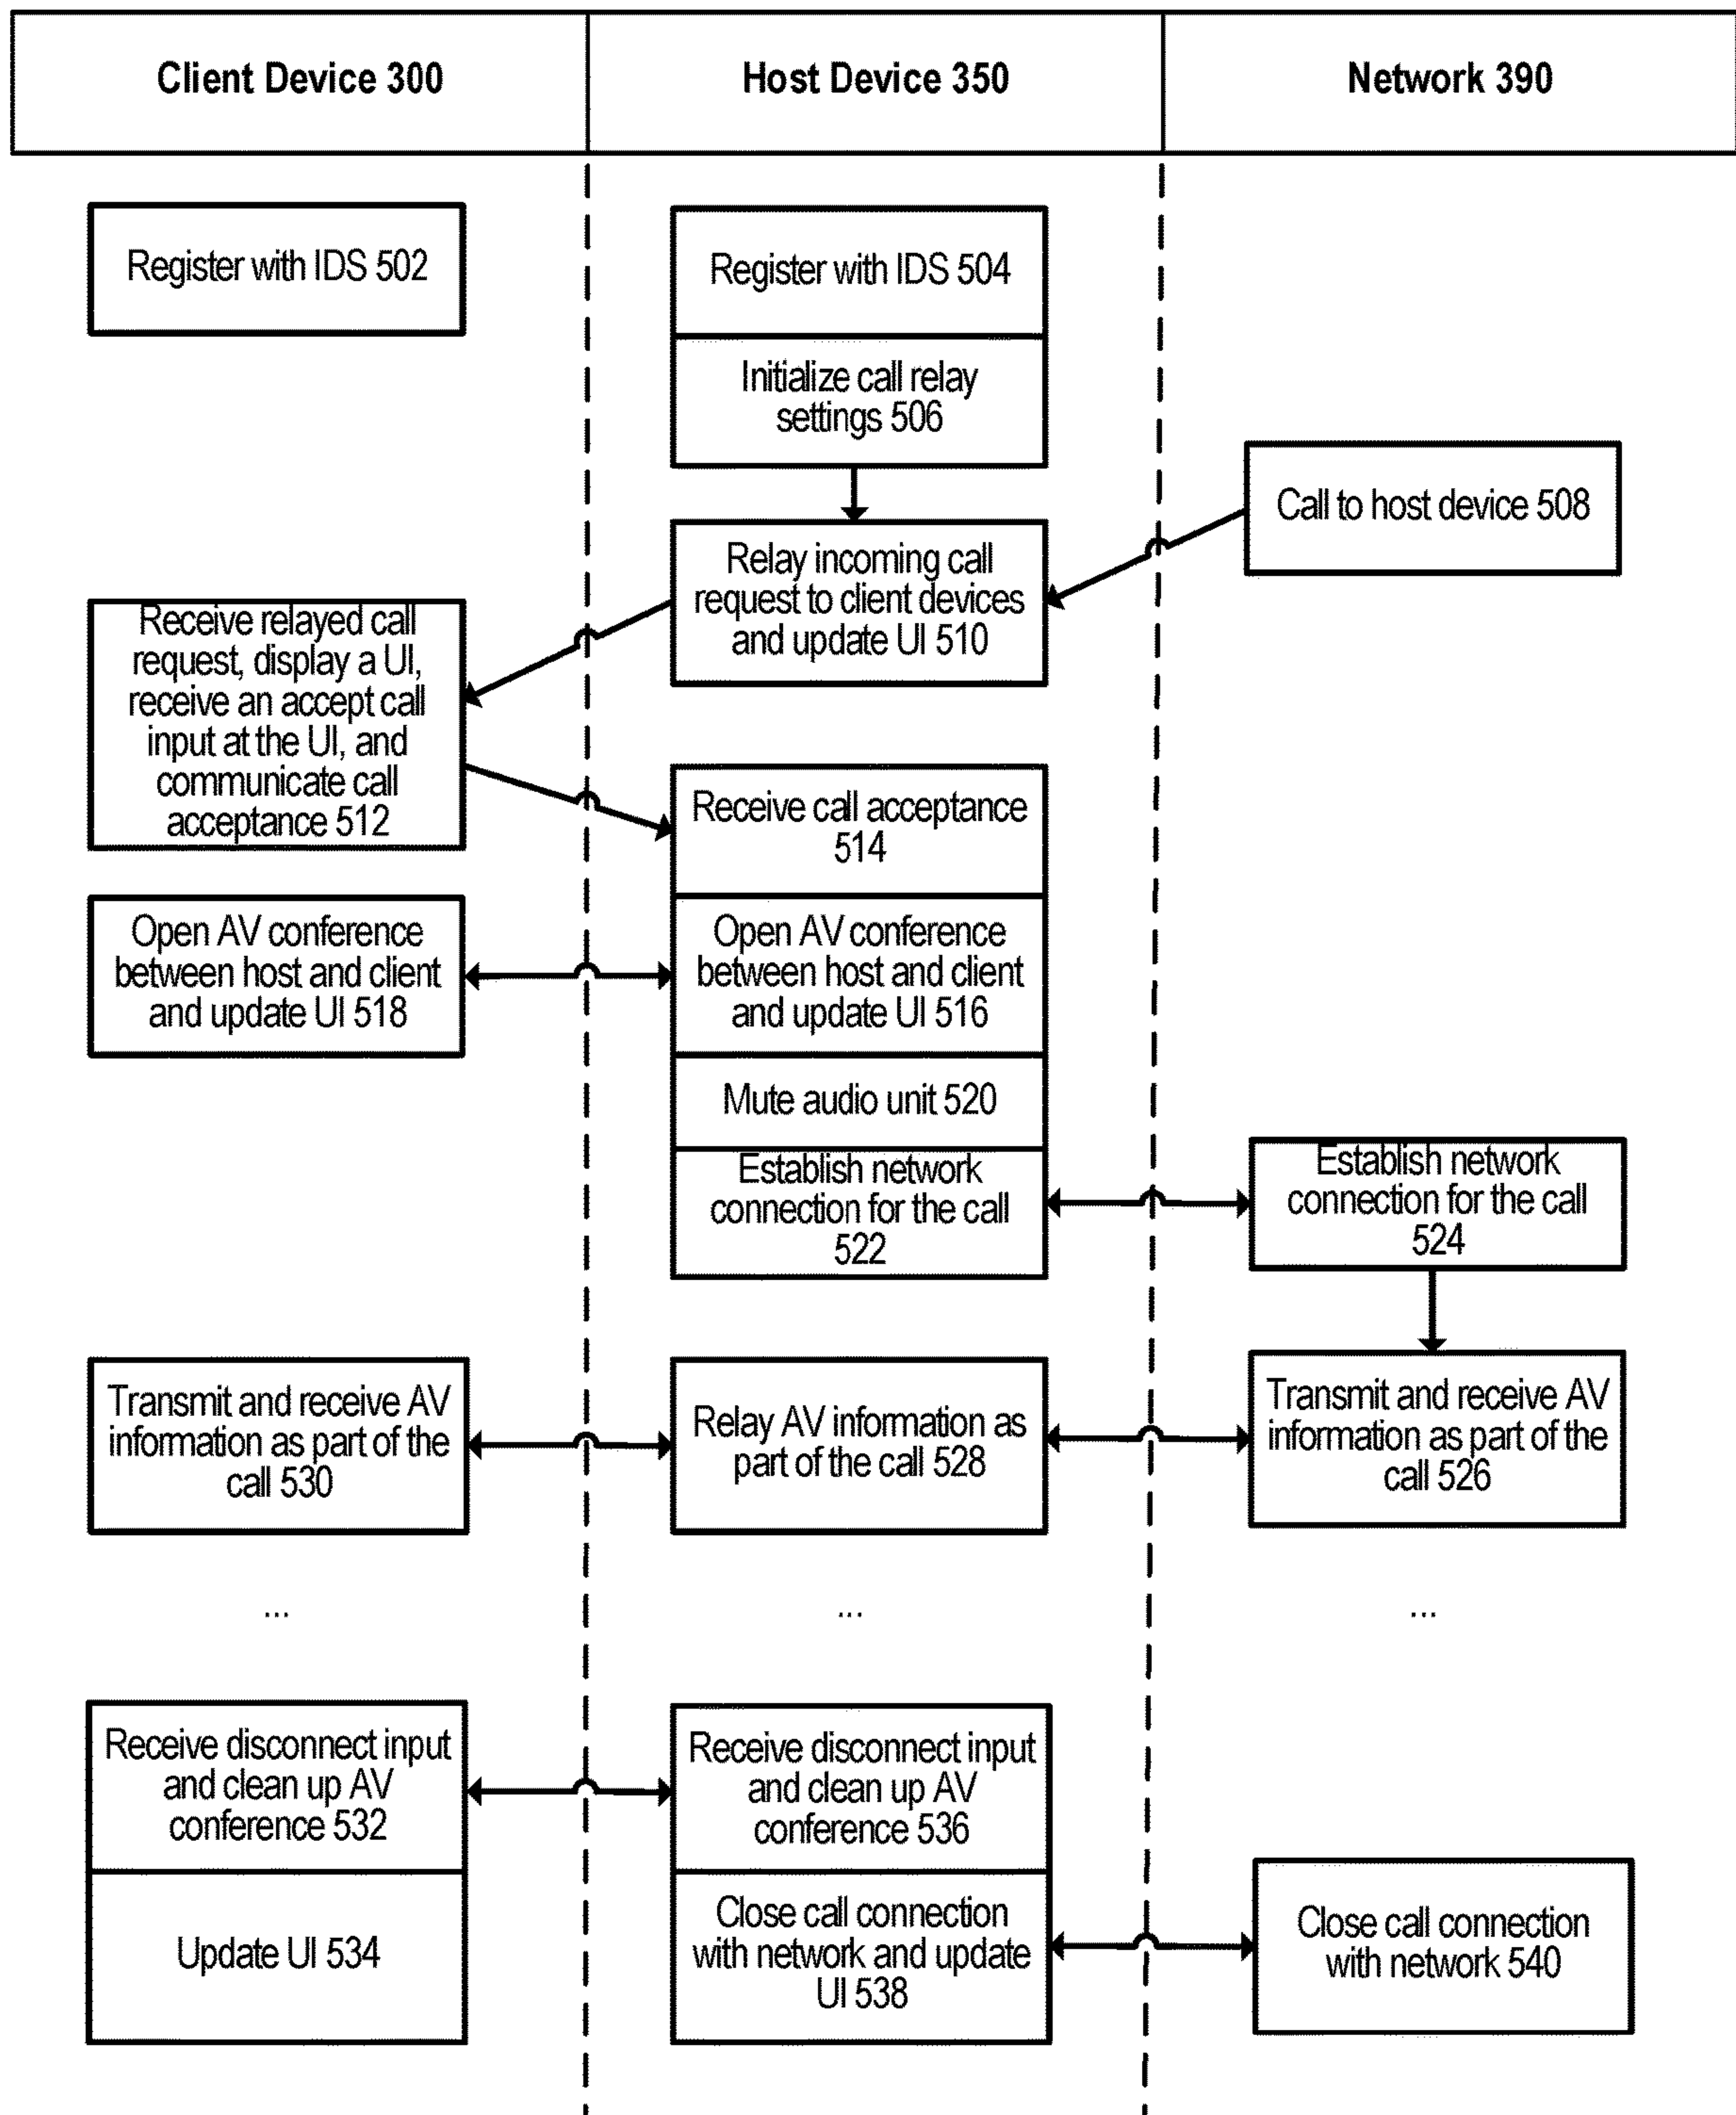 Client Device 300
Host Device 350
Network 390
Register with IDS 502
Register with IDS 504
Initialize call relay
settings 506
Call to host device 508
Relay incoming call
request to client devices
and update UI 510
Receive relayed call
request, display a UI,
receive an accept call
input at the UI, and
communicate call
acceptance 512
Receive call acceptance
514
Open AV conference
between host and client
and update UI 518
Open AV conference
between host and client
and update UI 516
Mute audio unit 520
Establish network
connection for the call
522
Establish network
connection for the call
524
Transmit and receive AV
information as part of the
call 530
Relay AV information as
part of the call 528
Transmit and receive AV
information as part of the
call 526
...
...
...
Receive disconnect input
and clean up AV
conference 532
Receive disconnect input
and clean up AV
conference 536
Update UI 534
Close call connection
with network and update
UI 538
Close call connection
with network 540